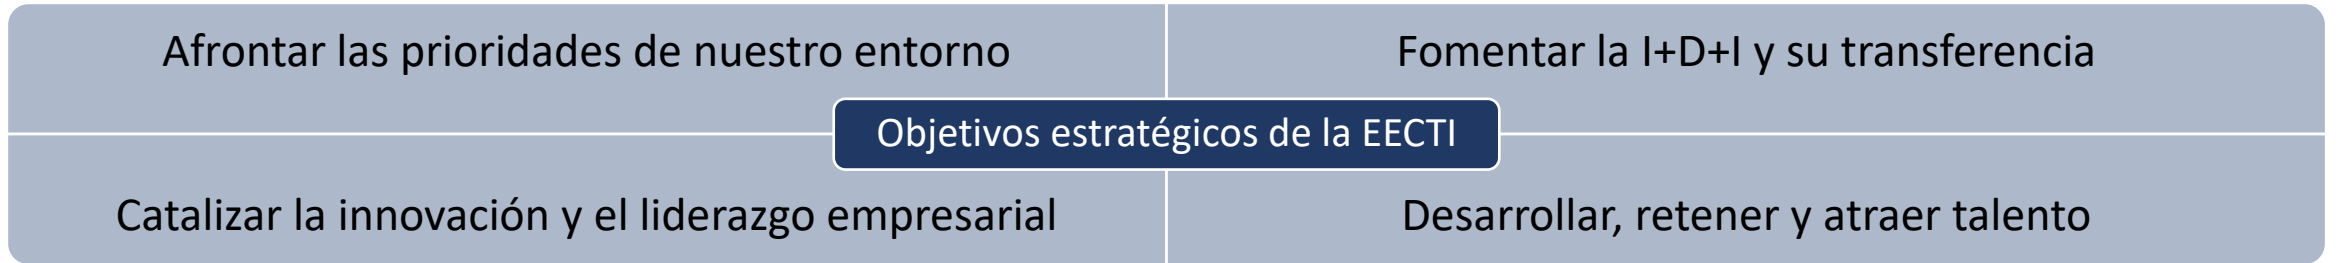 Afrontar las prioridades de nuestro entorno
Fomentar la I+D+I y su transferencia
Objetivos estratégicos de la EECTI
Catalizar la innovación y el liderazgo empresarial
Desarrollar, retener y atraer talento